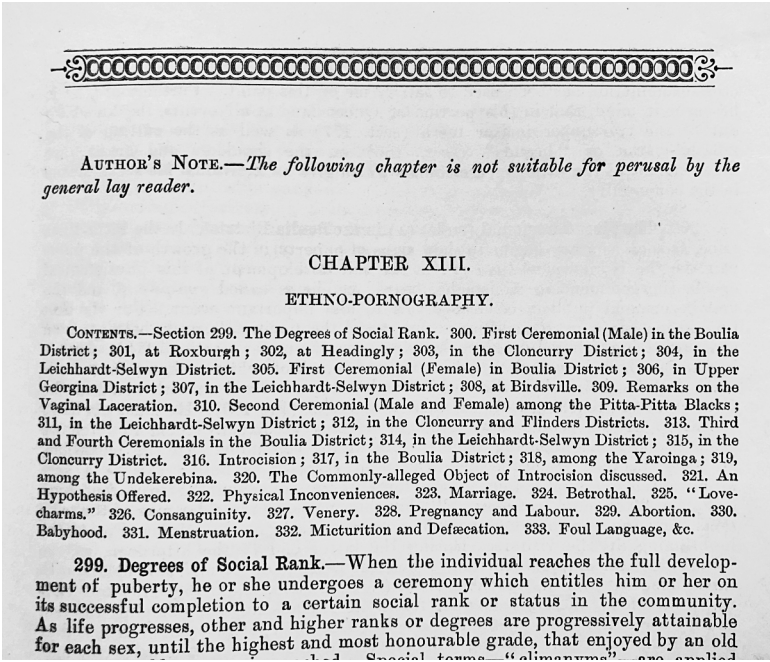 AUTHOR'S NOTE.—The following chapter is not suitable for perusal by the
general lay reader.
CHAPTER XIII.
ETHNO-PORNOGRAPHY.
CONTENTS.—Section 299. The Degrees of Social Rank. 300. First Ceremonial (Male) in the Boulia
District; 301, at Roxburgh; 302, at Headingly; 303, in the Cloncurry District; 304, in the
Leichhardt-Selwyn District. 305. First Ceremonial (Female) in Boulia District; 306, in Upper
Georgina District; 307, in the Leichhardt-Selwyn District; 308, at Birdsville. 309. Remarks on the
Vaginal Laceration. 310. Second Ceremonial (Male and Female) among the Pitta-Pitta Blacks;
311, in the Leichhardt-Selwyn District; 312, in the Cloncurry and Flinders Districts. 313. Third
and Fourth Ceremonials in the Boulia District; 314, in the Leichhardt-Selwyn District; 315, in the
Cloncurry District. 316. Introcision; 317, in the Boulia District; 318, among the Yaroinga; 319,
among the Undekerebina. 320. The Commonly-alleged Object of Introcision discussed. 321. An
Hypothesis Offered. 322. Physical Inconveniences. 323. Marriage. 324. Betrothal. 325. "Love-
charms." 326. Consanguinity. 327. Venery. 328. Pregnancy and Labour. 329. Abortion. 330.
Babyhood. 331. Menstruation. 332. Micturition and Defæcation. 333. Foul Language, &c.
299. Degrees of Social Rank.—When the individual reaches the full develop-
ment of puberty, he or she undergoes a ceremony which entitles him or her on
its successful completion to a certain social rank or status in the community.
As life progresses, other and higher ranks or degrees are progressively attainable
for each sex, until the highest and most honourable grade, that enjoyed by an old